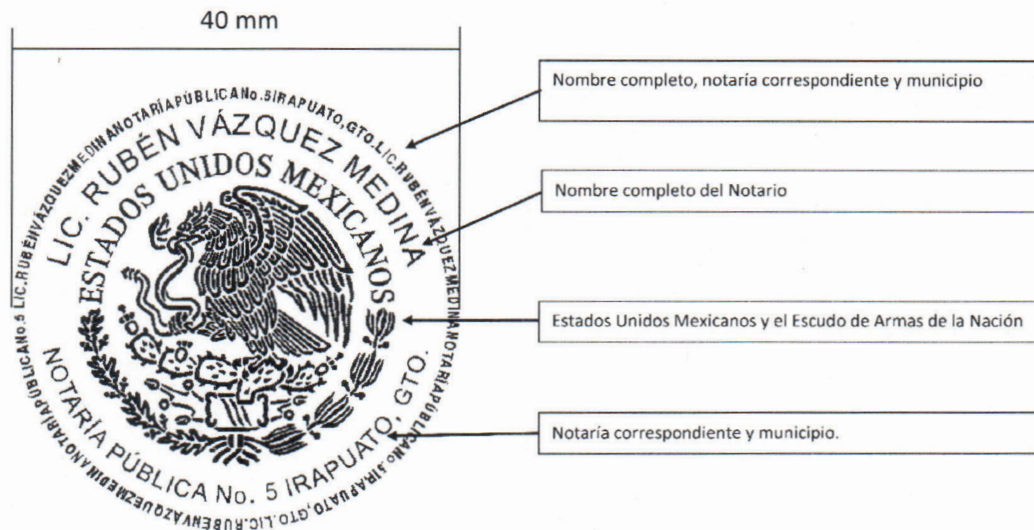 40 mm
LIC.RUBÉNVÁZQUEZMEDINANOTARÍAPÚBLICANo.5IRAPUATO,GTO.LIC.RUBÉNVÁZQUEZMEDINANOTARÍAPÚBLICANo.5IRAPUATO,GTO.LIC.RUBÉNVÁZQUEZMEDINANOTARÍAPÚBLICANo.5
LIC. RUBÉN VÁZQUEZ MEDINA
ESTADOS UNIDOS MEXICANOS
NOTARÍA PÚBLICA No. 5 IRAPUATO, GTO.
Nombre completo, notaría correspondiente y municipio
Nombre completo del Notario
Estados Unidos Mexicanos y el Escudo de Armas de la Nación
Notaría correspondiente y municipio.